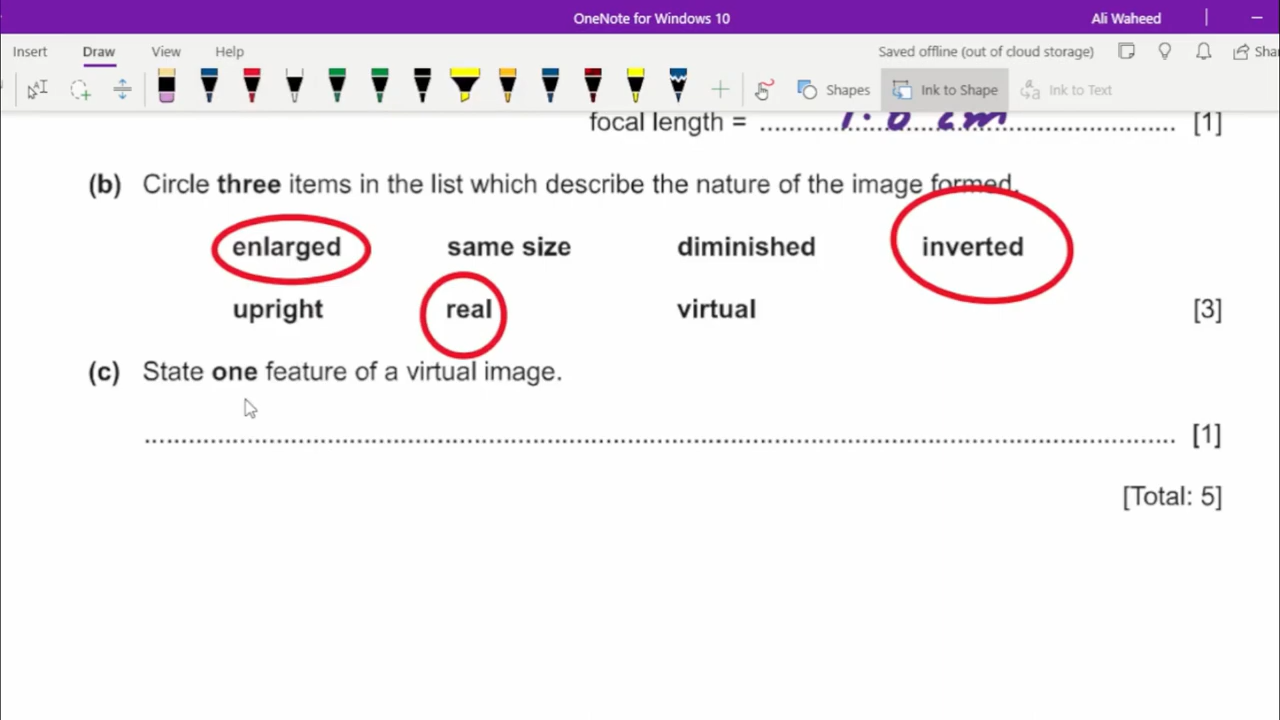 OneNote for Windows 10
Ali Waheed
Insert Draw View Help
Saved offline (out of cloud storage)
Shapes
Ink to Shape
Ink to Text
focal length = [1]
(b) Circle three items in the list which describe the nature of the image formed.
enlarged same size diminished inverted
upright real virtual [3]
(c) State one feature of a virtual image.
[1]
[Total: 5]